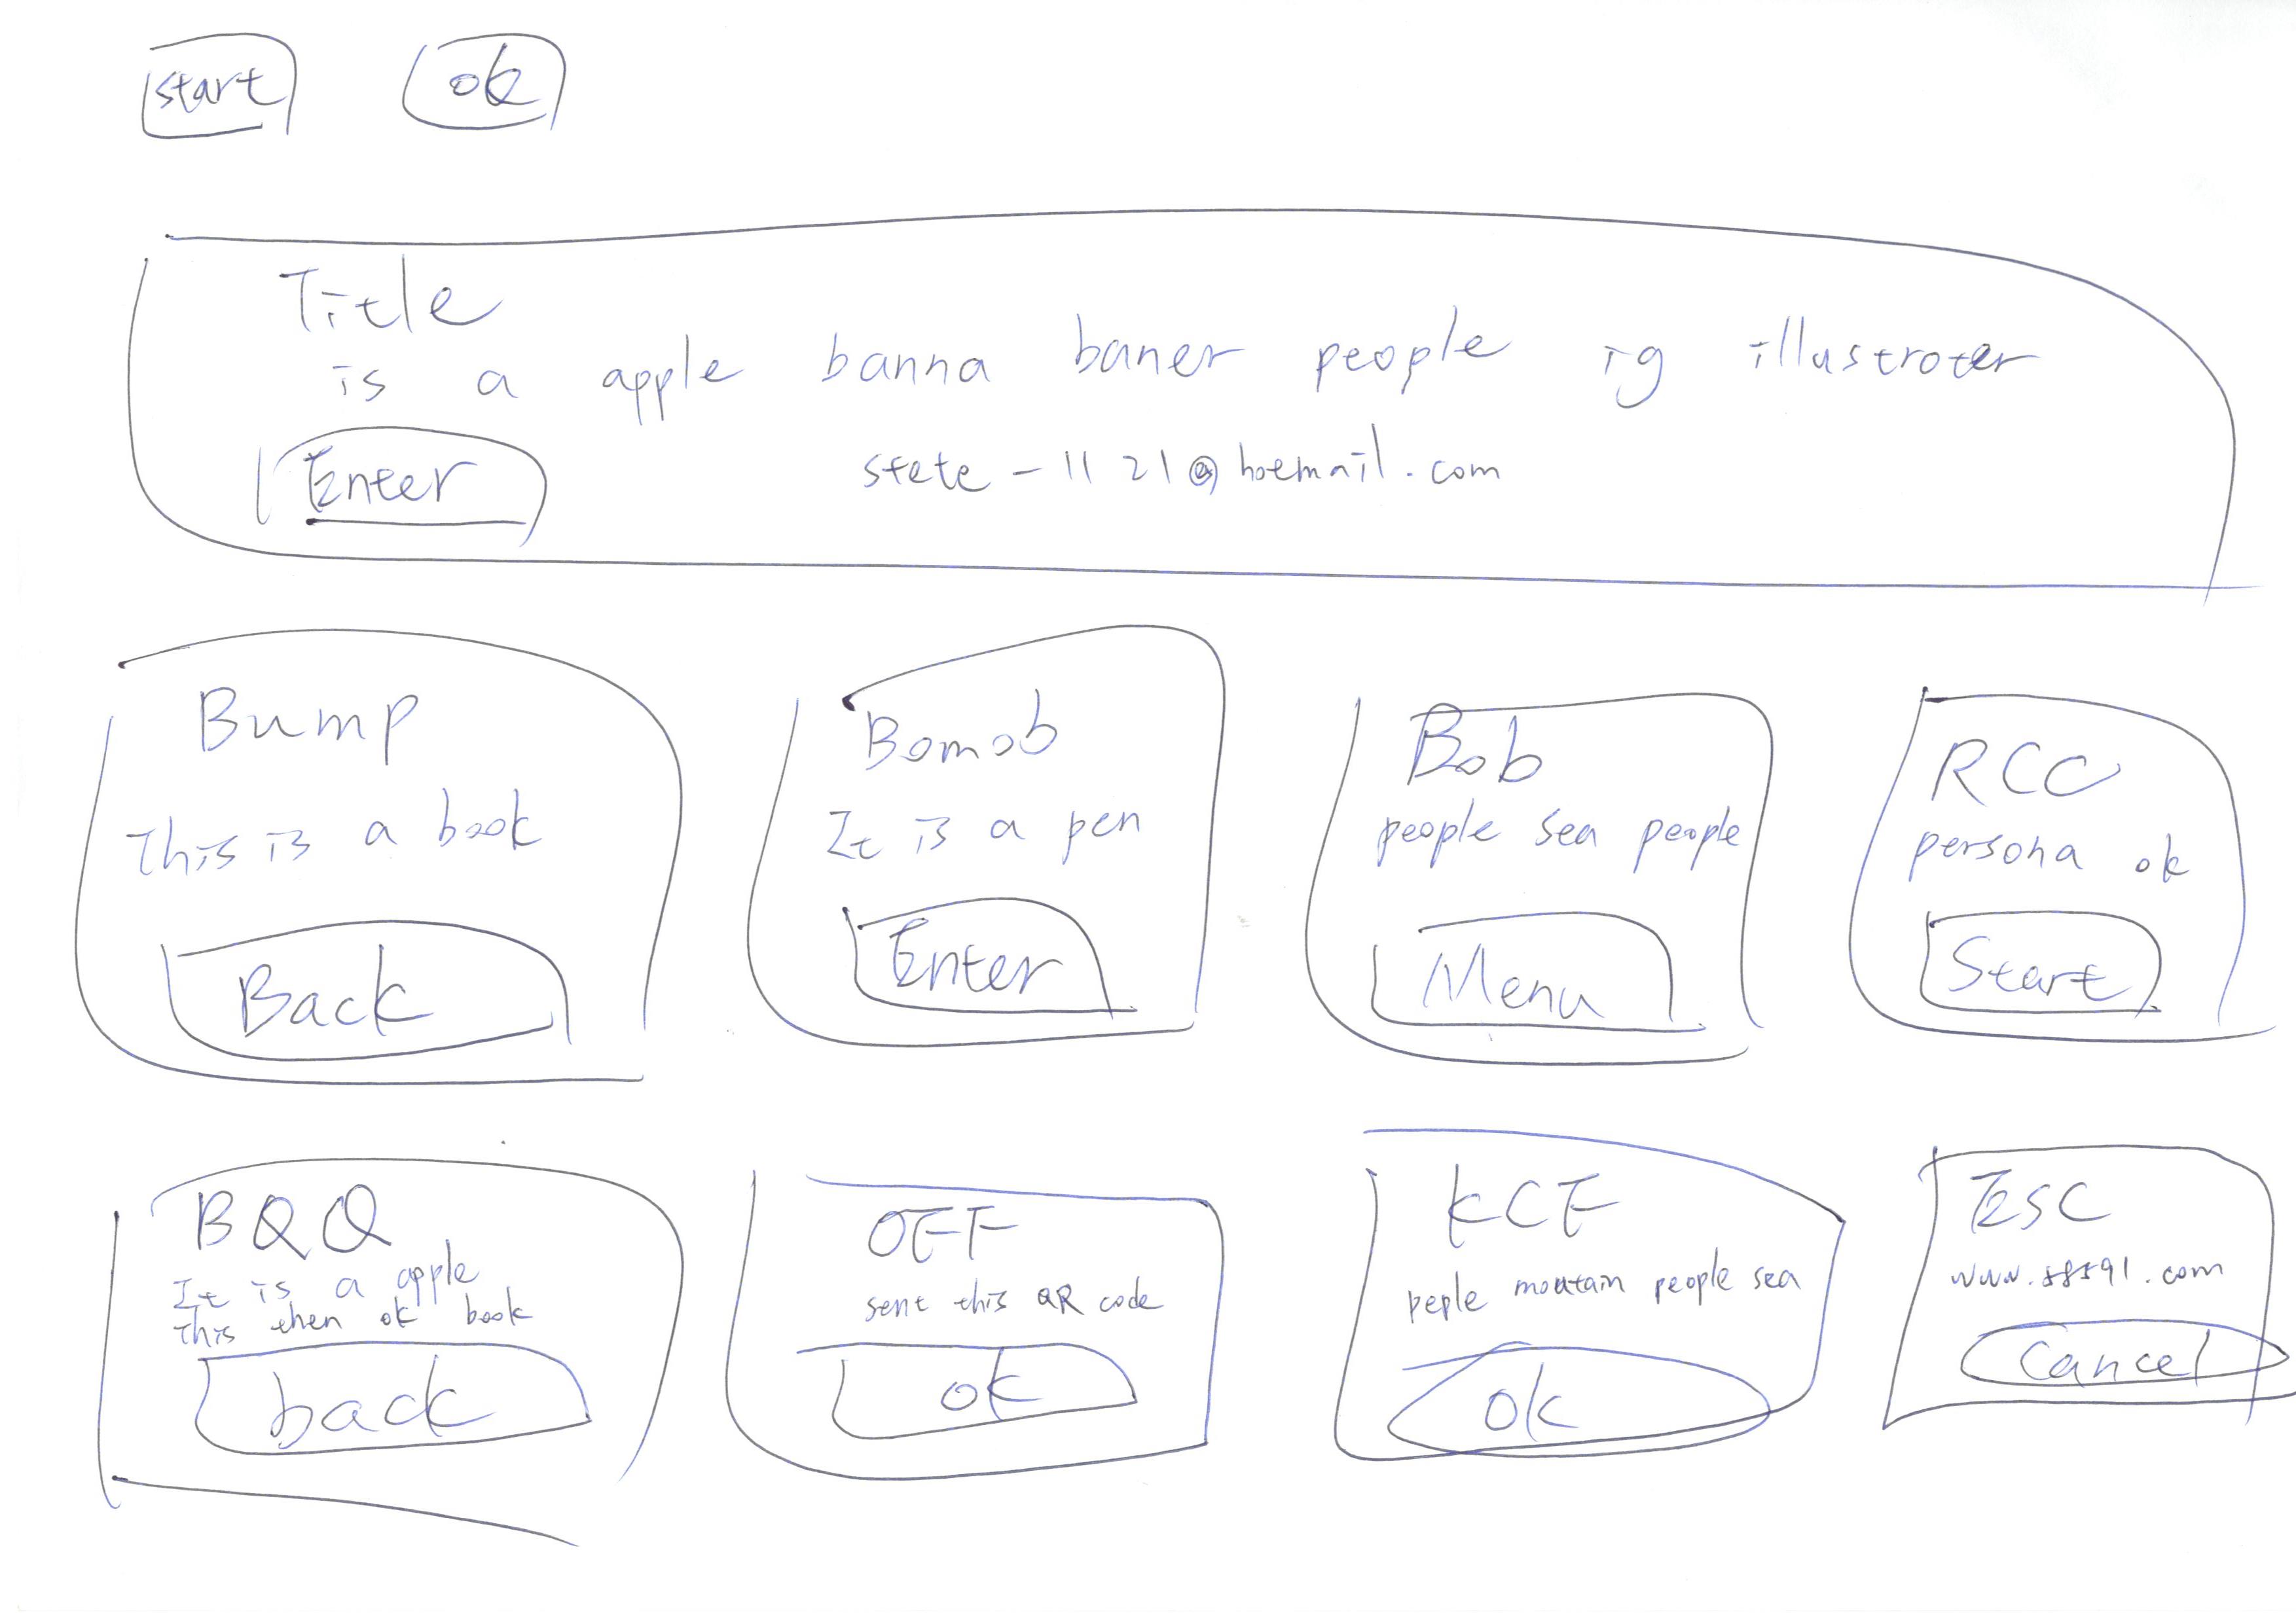 start ok
Title
is a apple banna baner people ig illustroter
Enter stete-1121@hotmail.com
Bump Bomob Bob RCC
This is a book It is a pen people sea people persona ok
Back Enter Menu Start
BQQ OFF KCF ESC
It is a apple sent this QR code peple moutain people sea www.58591.com
This then ok book
back ok ok Cancel